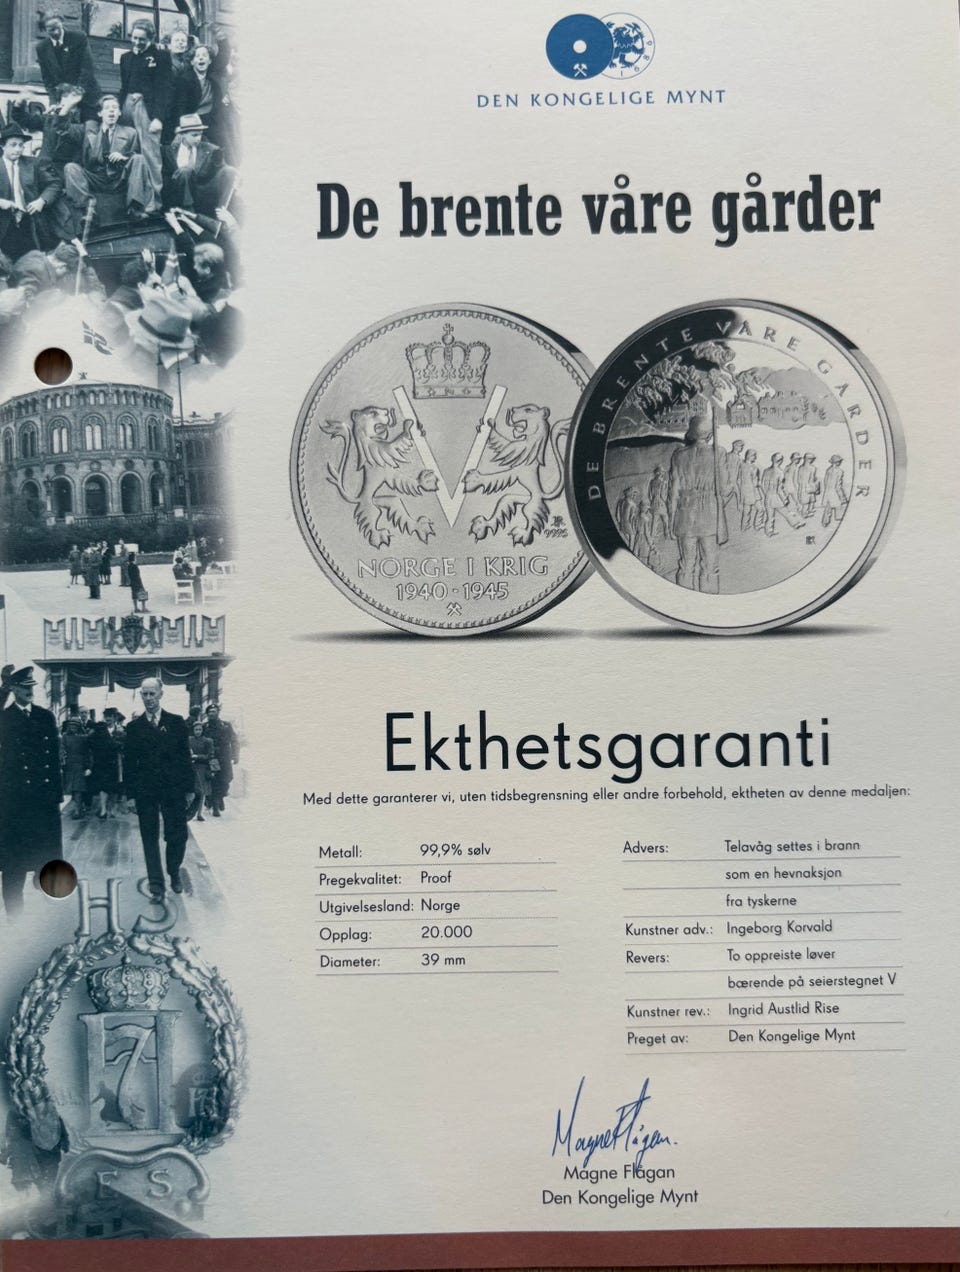 1686
DEN KONGELIGE MYNT
De brente våre gårder
DE BRENTE VÅRE GÅRDER
NORGE I KRIG
1940 · 1945
Ekthetsgaranti
Med dette garanterer vi, uten tidsbegrensning eller andre forbehold, ektheten av denne medaljen:
Metall: 99,9% sølv
Pregekvalitet: Proof
Utgivelsesland: Norge
Opplag: 20.000
Diameter: 39 mm
Advers: Telavåg settes i brann
som en hevnaksjon
fra tyskerne
Kunstner adv.: Ingeborg Korvald
Revers: To oppreiste løver
bærende på seierstegnet V
Kunstner rev.: Ingrid Austlid Rise
Preget av: Den Kongelige Mynt
H 7
E S
Magne Flågan.
Magne Flågan
Den Kongelige Mynt